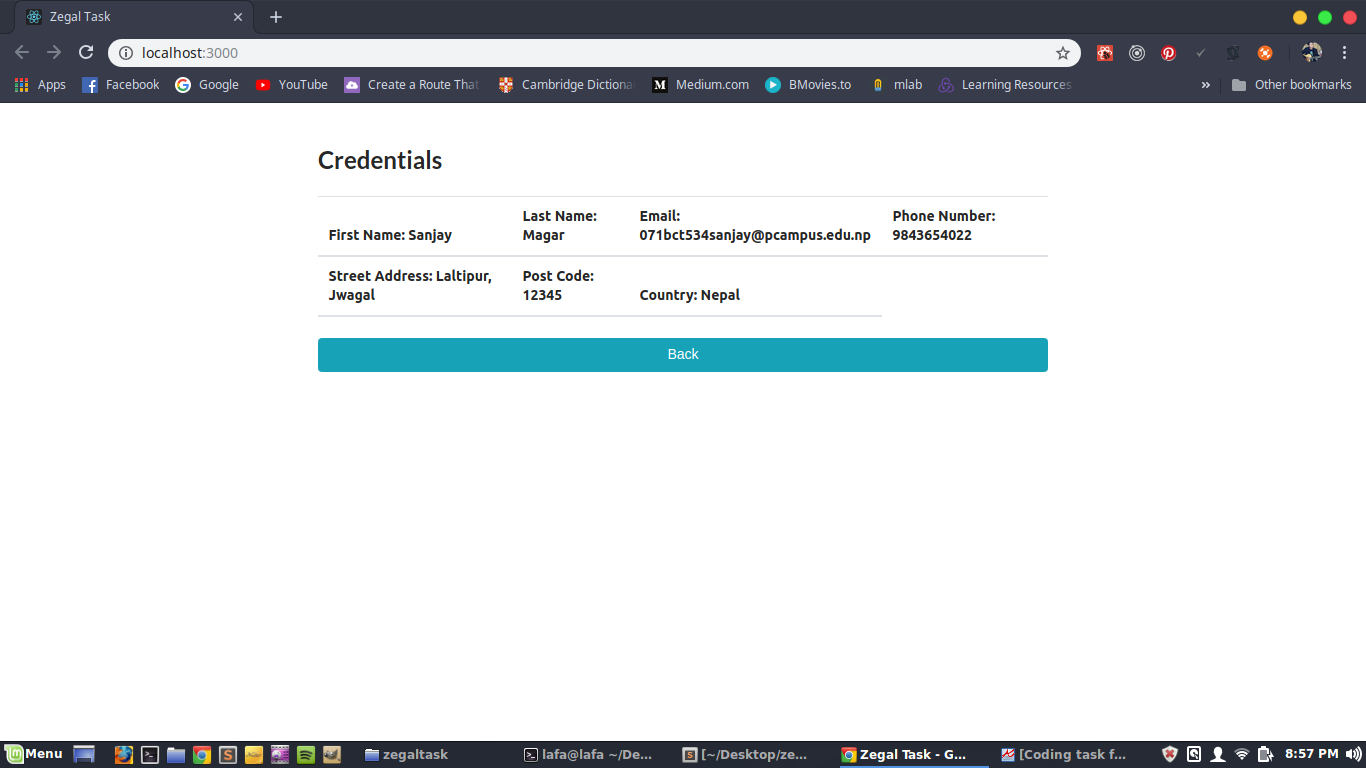 Zegal Task
localhost:3000
Apps Facebook Google YouTube Create a Route That Cambridge Dictiona Medium.com BMovies.to mlab Learning Resources » Other bookmarks
Credentials
First Name: Sanjay
Last Name:
Magar
Email:
071bct534sanjay@pcampus.edu.np
Phone Number:
9843654022
Street Address: Laltipur,
Jwagal
Post Code:
12345
Country: Nepal
Back
Menu zegaltask lafa@lafa ~/De... [~/Desktop/ze... Zegal Task - G... [Coding task f... 8:57 PM